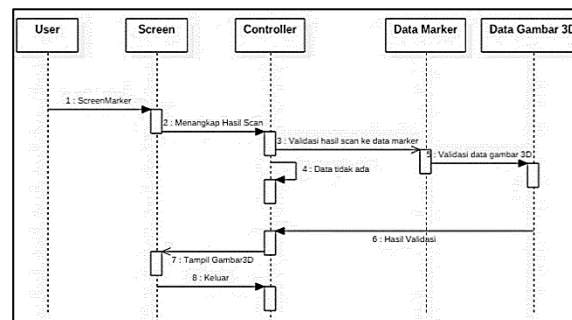 User
Screen
Controller
Data Marker
Data Gambar 3D
1 : ScreenMarker
2 : Menangkap Hasil Scan
3 : Validasi hasil scan ke data marker
5 : Validasi data gambar 3D
4 : Data tidak ada
6 : Hasil Validasi
7 : Tampil Gambar3D
8 : Keluar